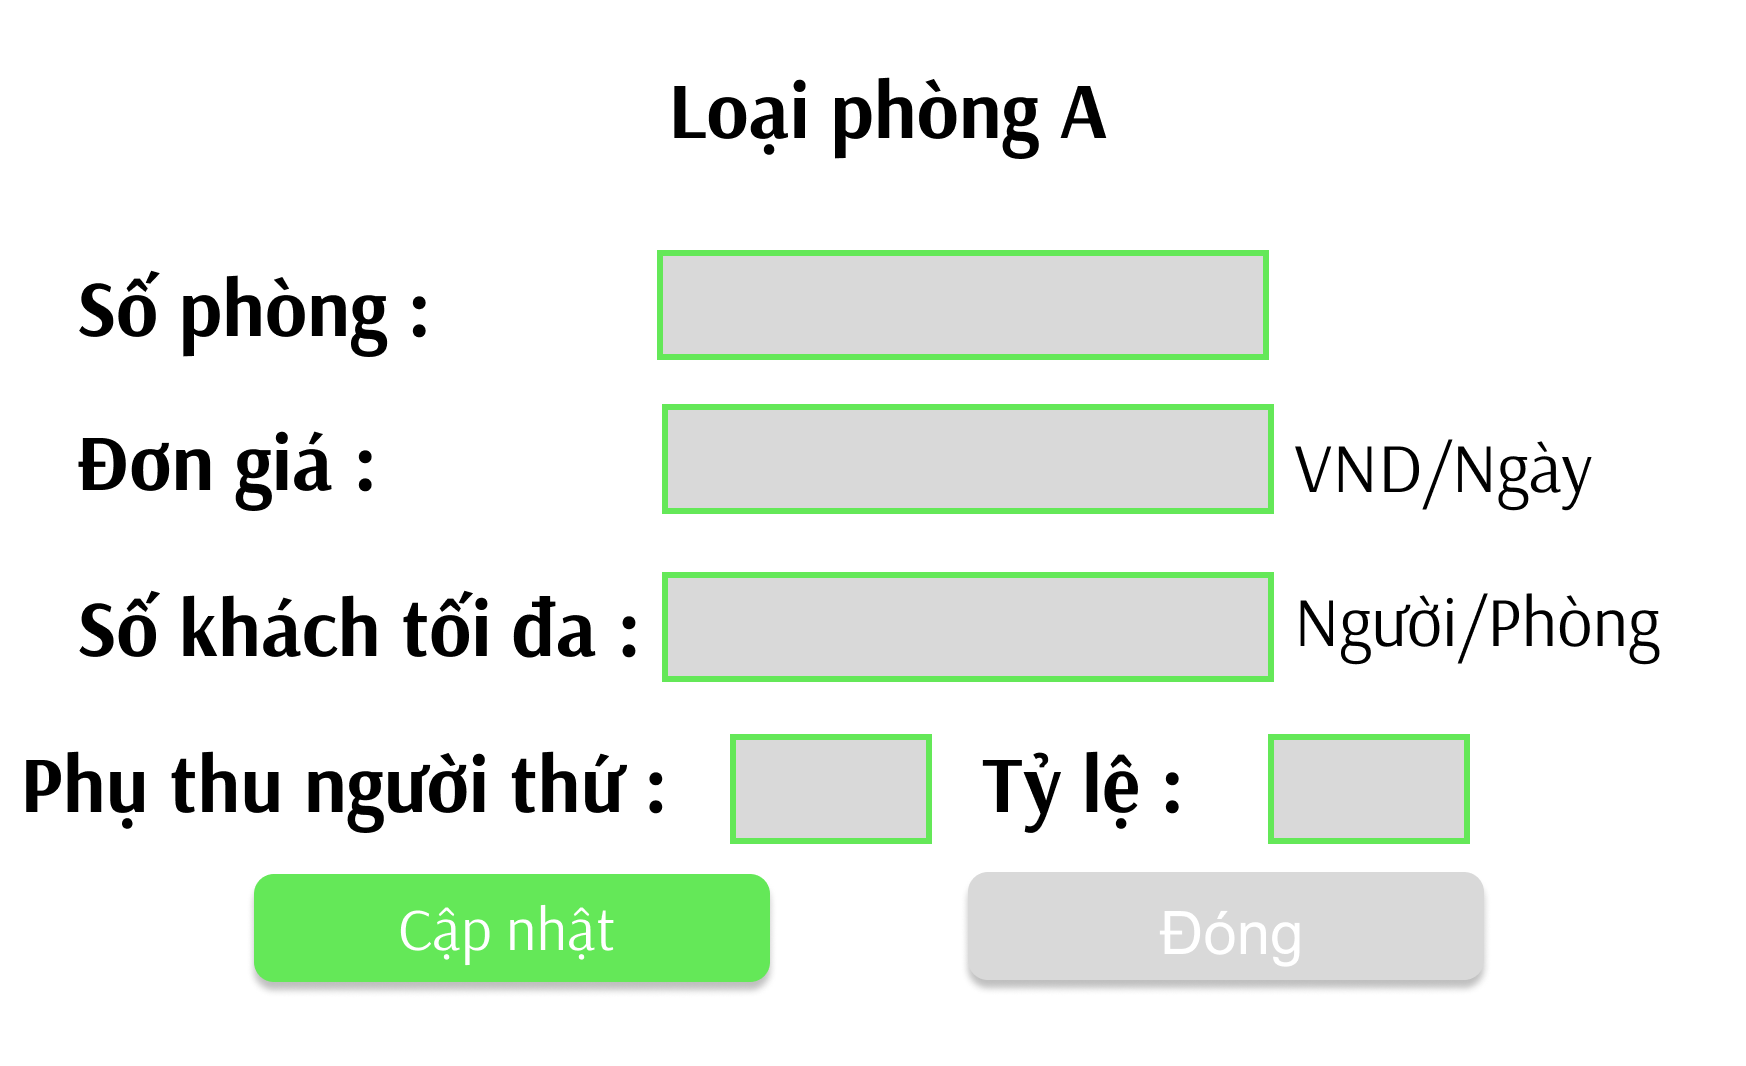 Loại phòng A
Số phòng :
Đơn giá : VND/Ngày
Số khách tối đa : Người/Phòng
Phụ thu người thứ : Tỷ lệ :
Cập nhật Đóng